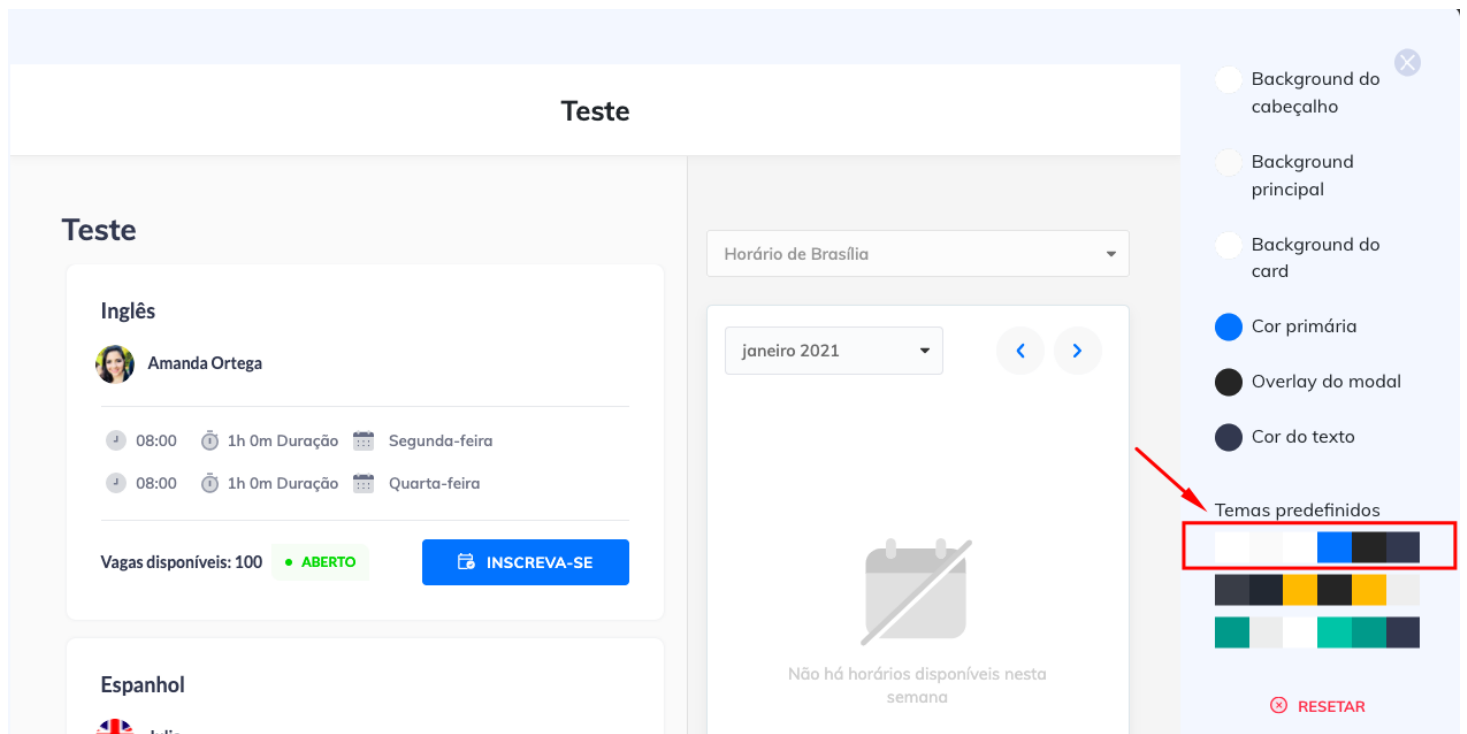 Teste
Teste
Inglês
Amanda Ortega
08:00 1h 0m Duração Segunda-feira
08:00 1h 0m Duração Quarta-feira
Vagas disponíveis: 100 • ABERTO INSCREVA-SE
Espanhol
Horário de Brasília
janeiro 2021
Não há horários disponíveis nesta
semana
Background do
cabeçalho
Background
principal
Background do
card
Cor primária
Overlay do modal
Cor do texto
Temas predefinidos
RESETAR